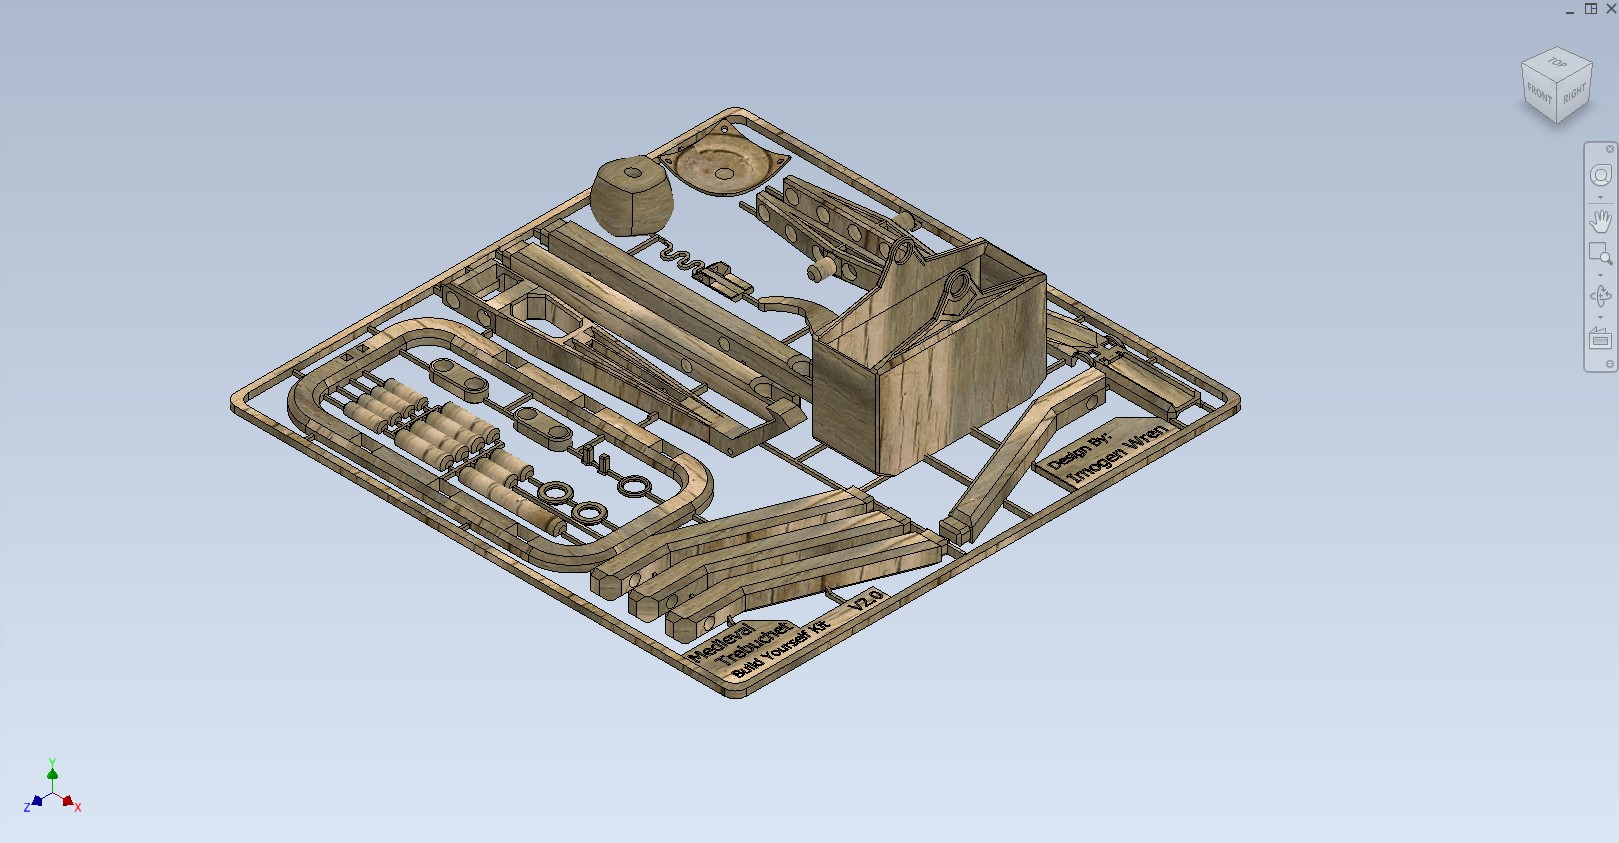 TOP
FRONT
RIGHT
Design By:
Imogen Wren
Medieval
Trebuchet
Build Yourself Kit
V2.0
Y
Z
X